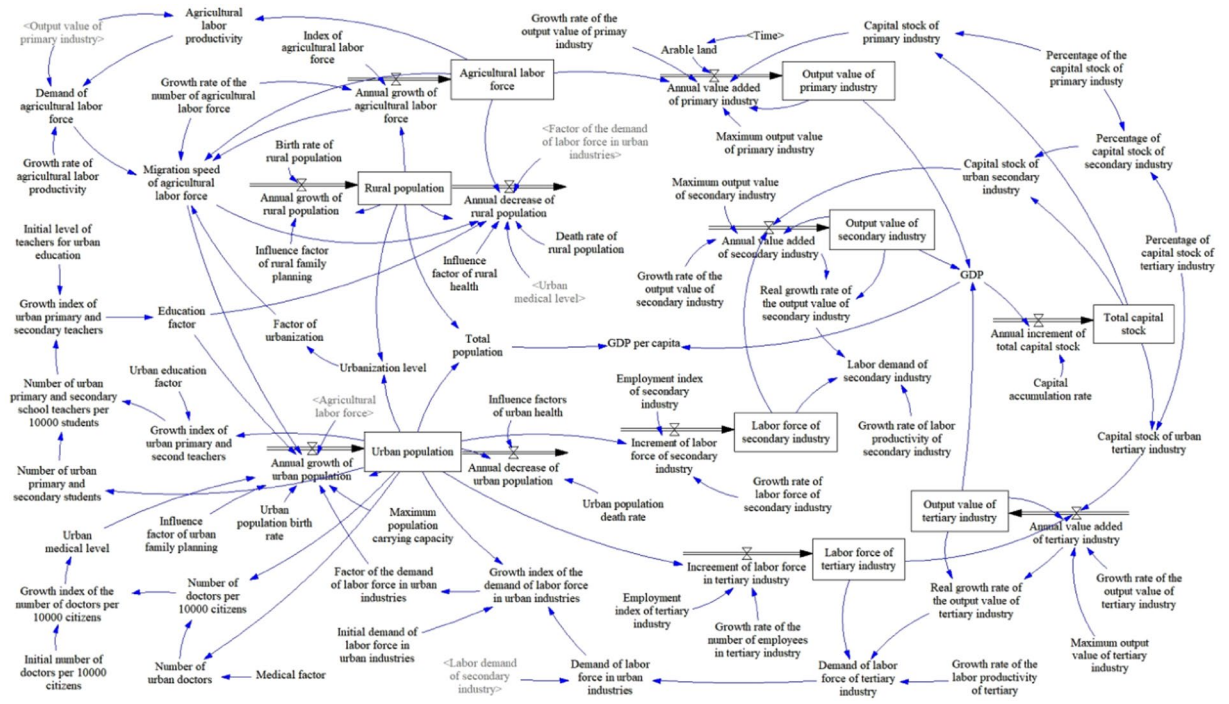 <Output value of
primary industry>
Agricultural
labor
productivity
Index of
agricultural labor
force
Growth rate of the
output value of primay
industry
Arable land
<Time>
Capital stock of
primary industry
Percentage of the
capital stock of
primary industry
Demand of
agricultural labor
force
Growth rate of the
number of agricultural
labor force
Annual growth of
agricultural labor
force
Agricultural labor
force
Annual value added
of primary industry
Output value of
primary industry
Maximum output value
of primary industry
Percentage of
capital stock of
secondary industry
Growth rate of
agricultural labor
productivity
Migration speed
of agricultural
labor force
Birth rate of
rural population
Annual growth of
rural population
Rural population
<Factor of the demand
of labor force in urban
industries>
Annual decrease of
rural population
Capital stock of
urban secondary
industry
Maximum output value
of secondary industry
Annual value added
of secondary industry
Output value of
secondary industry
Percentage of
capital stock of
tertiary industry
Initial level of
teachers for urban
education
Influence factor
of rural family
planning
Influence
factor of rural
health
Death rate of
rural population
<Urban
medical level>
Growth rate of the
output value of
secondary industry
Real growth rate of
the output value of
secondary industry
GDP
Growth index of
urban primary and
secondary teachers
Education
factor
Factor of
urbanization
Total
population
GDP per capita
Annual increment of
total capital stock
Total capital
stock
Urbanization level
Labor demand of
secondary industry
Capital
accumulation rate
Number of urban
primary and secondary
school teachers per
10000 students
Urban education
factor
<Agricultural
labor force>
Influence factors
of urban health
Employment index
of secondary
industry
Increment of labor
force of secondary
industry
Labor force of
secondary industry
Growth rate of labor
productivity of
secondary industry
Growth index of
urban primary and
second teachers
Annual growth of
urban population
Urban population
Annual decrease of
urban population
Capital stock of urban
tertiary industry
Number of urban
primary and
secondary students
Growth rate of
labor force of
secondary industry
Urban
medical level
Influence
factor of urban
family planning
Urban
population birth
rate
Maximum
population
carrying capacity
Urban population
death rate
Output value of
tertiary industry
Annual value added
of tertiary industry
Growth index of the
number of doctors per
10000 citizens
Number of
doctors per
10000 citizens
Factor of the demand
of labor force in urban
industries
Growth index of the
demand of labor force
in urban industries
Increment of labor force
in tertiary industry
Labor force of
tertiary industry
Real growth rate of
the output value of
tertiary industry
Growth rate of the
output value of
tertiary industry
Employment
index of tertiary
industry
Growth rate of the
number of employees
in tertiary industry
Maximum output
value of tertiary
industry
Initial number of
doctors per 10000
citizens
Number of
urban doctors
Medical factor
Initial demand of
labor force in
urban industries
<Labor demand
of secondary
industry>
Demand of labor
force in urban
industries
Demand of labor
force of tertiary
industry
Growth rate of the
labor productivity
of tertiary